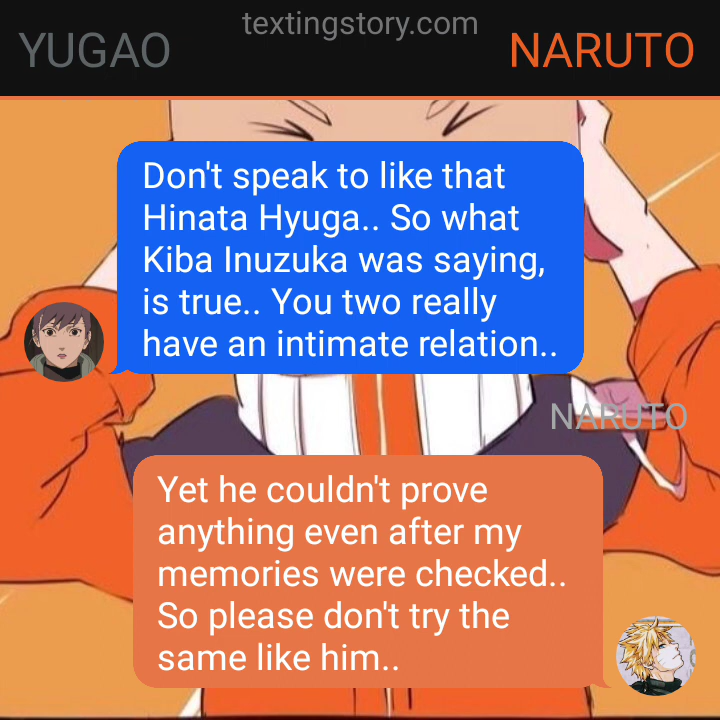 textingstory.com
YUGAO
NARUTO
Don't speak to like that
Hinata Hyuga.. So what
Kiba Inuzuka was saying,
is true.. You two really
have an intimate relation..
NARUTO
Yet he couldn't prove
anything even after my
memories were checked..
So please don't try the
same like him..